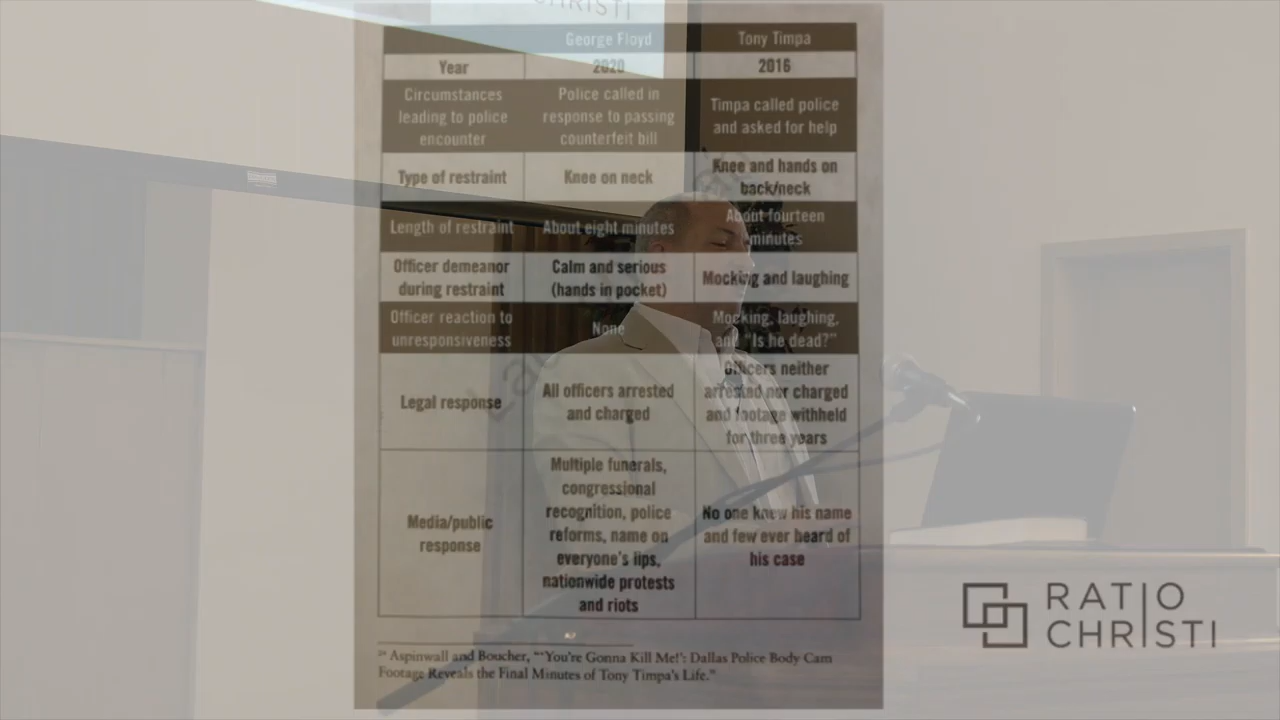 CHRISTI
George Floyd
Tony Timpa
Year
2020
2016
Circumstances
leading to police
encounter
Police called in
response to passing
counterfeit bill
Timpa called police
and asked for help
Type of restraint
Knee on neck
Knee and hands on
back/neck
Length of restraint
About eight minutes
About fourteen
minutes
Officer demeanor
during restraint
Calm and serious
(hands in pocket)
Mocking and laughing
Officer reaction to
unresponsiveness
None
Mocking, laughing,
and "Is he dead?"
Legal response
All officers arrested
and charged
Officers neither
arrested nor charged
and footage withheld
for three years
Media/public
response
Multiple funerals,
congressional
recognition, police
reforms, name on
everyone's lips,
nationwide protests
and riots
No one knew his name
and few ever heard of
his case
Aspinwall and Boucher, "'You're Gonna Kill Me!': Dallas Police Body Cam
Footage Reveals the Final Minutes of Tony Timpa's Life."
RATIO
CHRISTI